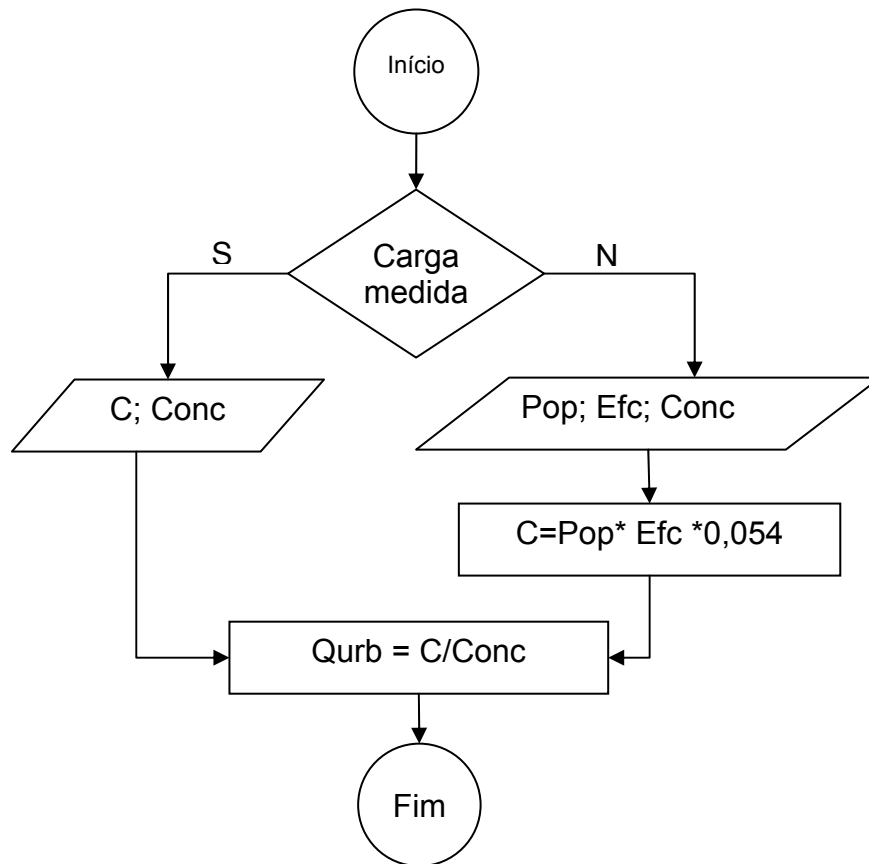 Início
Carga
medida
S
N
C; Conc
Pop; Efc; Conc
C=Pop* Efc *0,054
Qurb = C/Conc
Fim